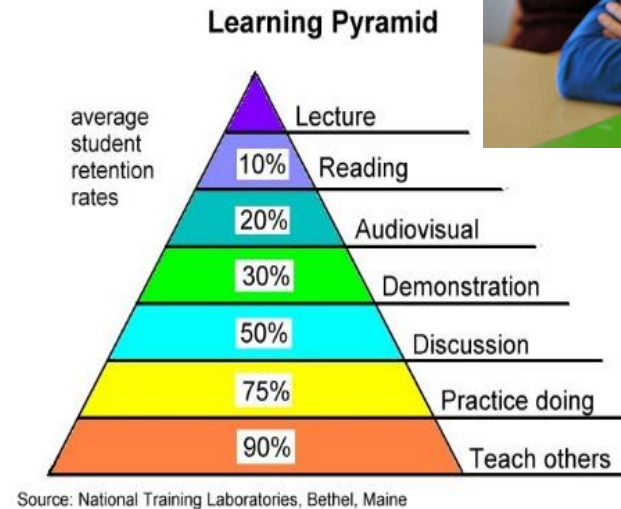 Learning Pyramid
average
student
retention
rates
Lecture
10% Reading
20% Audiovisual
30% Demonstration
50% Discussion
75% Practice doing
90% Teach others
Source: National Training Laboratories, Bethel, Maine